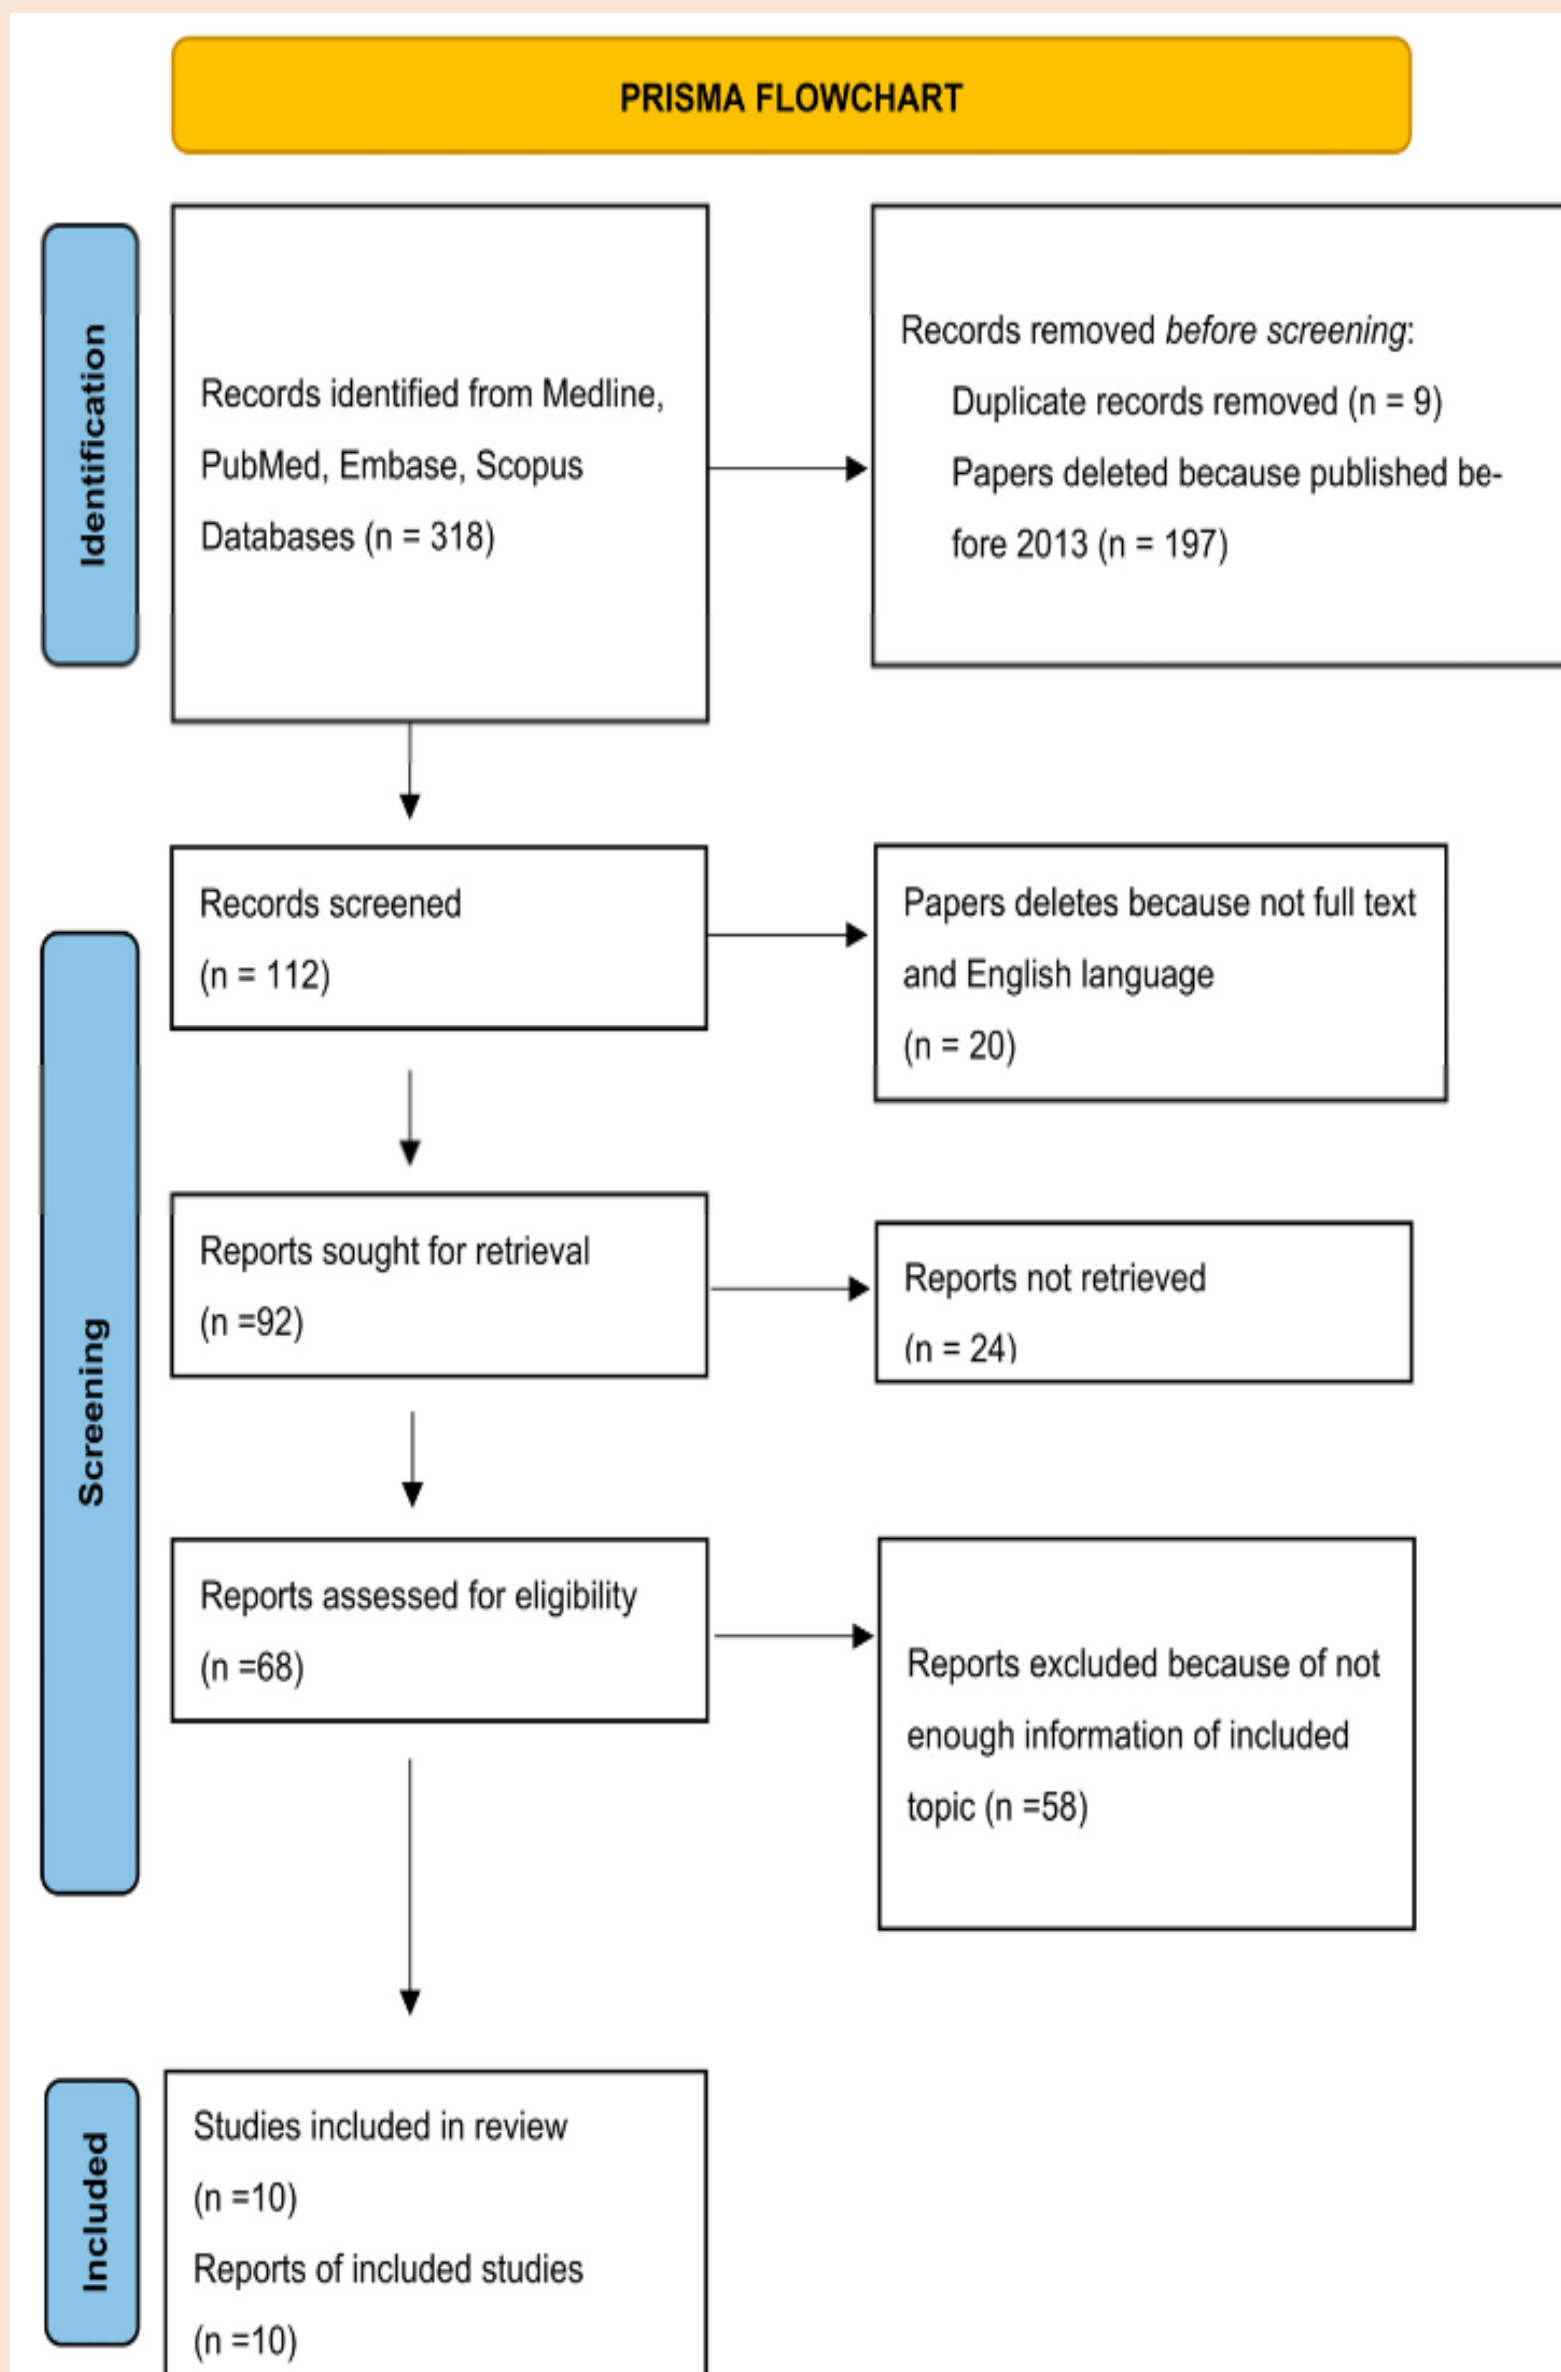 PRISMA FLOWCHART
Identification
Records identified from Medline,
PubMed, Embase, Scopus
Databases (n = 318)
Records removed before screening:
Duplicate records removed (n = 9)
Papers deleted because published be-
fore 2013 (n = 197)
Screening
Records screened
(n = 112)
Papers deletes because not full text
and English language
(n = 20)
Reports sought for retrieval
(n =92)
Reports not retrieved
(n = 24)
Reports assessed for eligibility
(n =68)
Reports excluded because of not
enough information of included
topic (n =58)
Included
Studies included in review
(n =10)
Reports of included studies
(n =10)